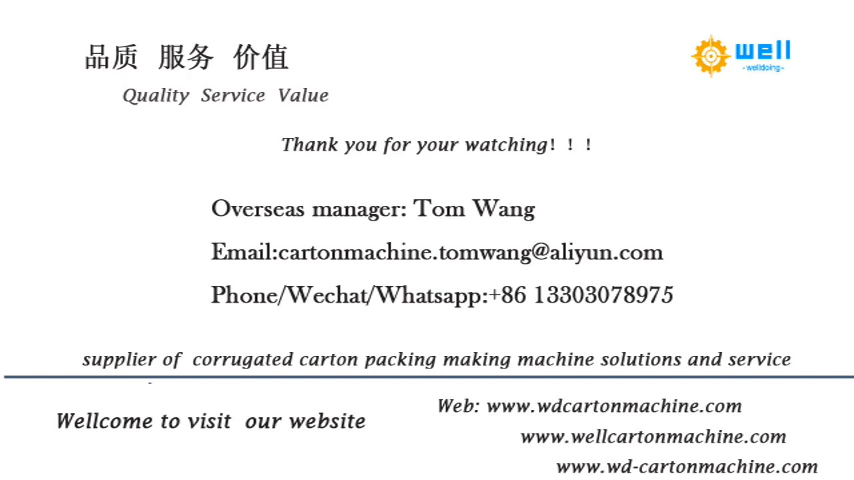 品质 服务 价值
well
-welldoing-
Quality Service Value
Thank you for your watching！！！
Overseas manager: Tom Wang
Email:cartonmachine.tomwang@aliyun.com
Phone/Wechat/Whatsapp:+86 13303078975
supplier of corrugated carton packing making machine solutions and service
Wellcome to visit our website
Web: www.wdcartonmachine.com
www.wellcartonmachine.com
www.wd-cartonmachine.com